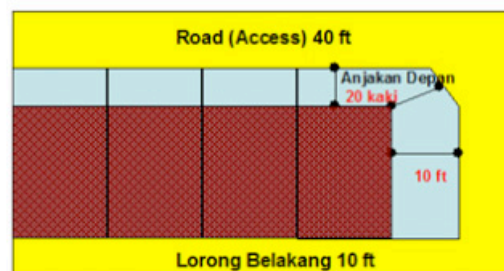 Road (Access) 40 ft
Anjakan Depan
20 kaki
10 ft
Lorong Belakang 10 ft